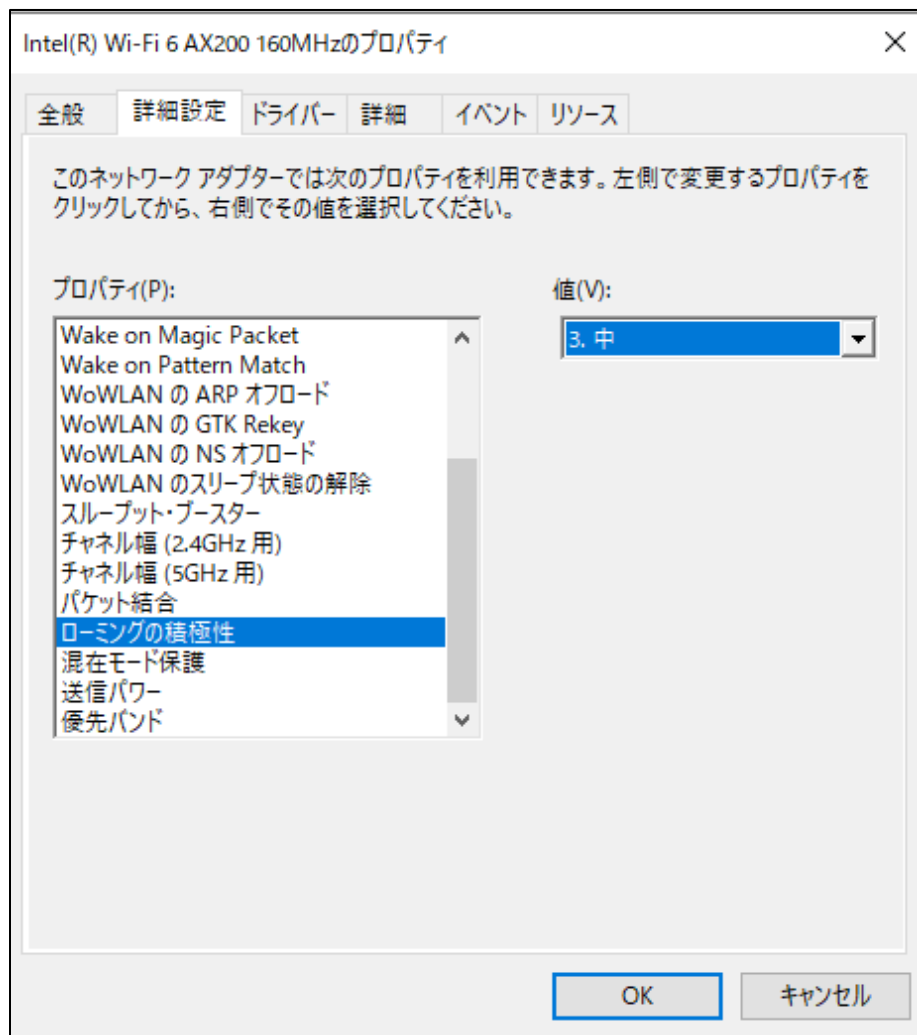 Intel(R) Wi-Fi 6 AX200 160MHzのプロパティ
全般 詳細設定 ドライバー 詳細 イベント リソース
このネットワーク アダプターでは次のプロパティを利用できます。左側で変更するプロパティを
クリックしてから、右側でその値を選択してください。
プロパティ(P):
値(V):
Wake on Magic Packet
Wake on Pattern Match
WoWLAN の ARP オフロード
WoWLAN の GTK Rekey
WoWLAN の NS オフロード
WoWLAN のスリープ状態の解除
スループット・ブースター
チャネル幅 (2.4GHz 用)
チャネル幅 (5GHz 用)
パケット結合
ローミングの積極性
混在モード保護
送信パワー
優先バンド
3. 中
OK
キャンセル